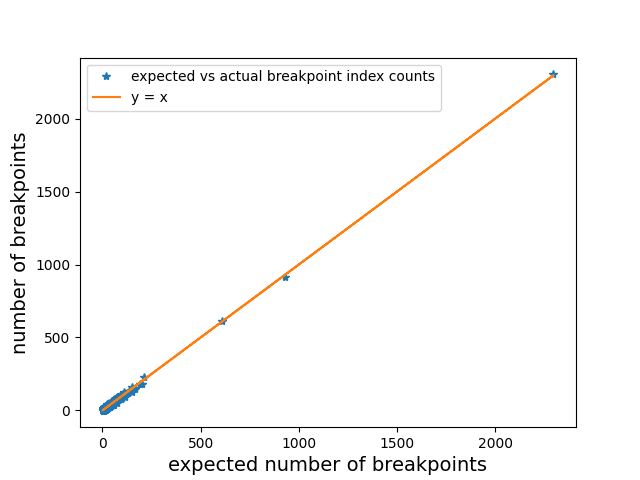 expected vs actual breakpoint index counts
y = x
2000
1500
1000
500
0
number of breakpoints
0 500 1000 1500 2000
expected number of breakpoints